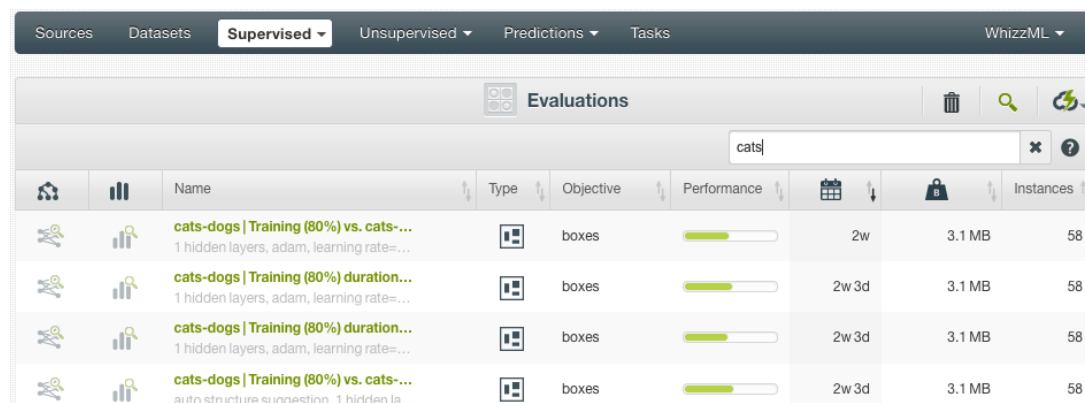 Sources Datasets Supervised Unsupervised Predictions Tasks WhizzML
Evaluations
cats
Name Type Objective Performance B Instances
cats-dogs | Training (80%) vs. cats-...
1 hidden layers, adam, learning rate=...
boxes 2w 3.1 MB 58
cats-dogs | Training (80%) duration...
1 hidden layers, adam, learning rate=...
boxes 2w 3d 3.1 MB 58
cats-dogs | Training (80%) duration...
1 hidden layers, adam, learning rate=...
boxes 2w 3d 3.1 MB 58
cats-dogs | Training (80%) vs. cats-...
auto structure suggestion, 1 hidden la...
boxes 2w 3d 3.1 MB 58